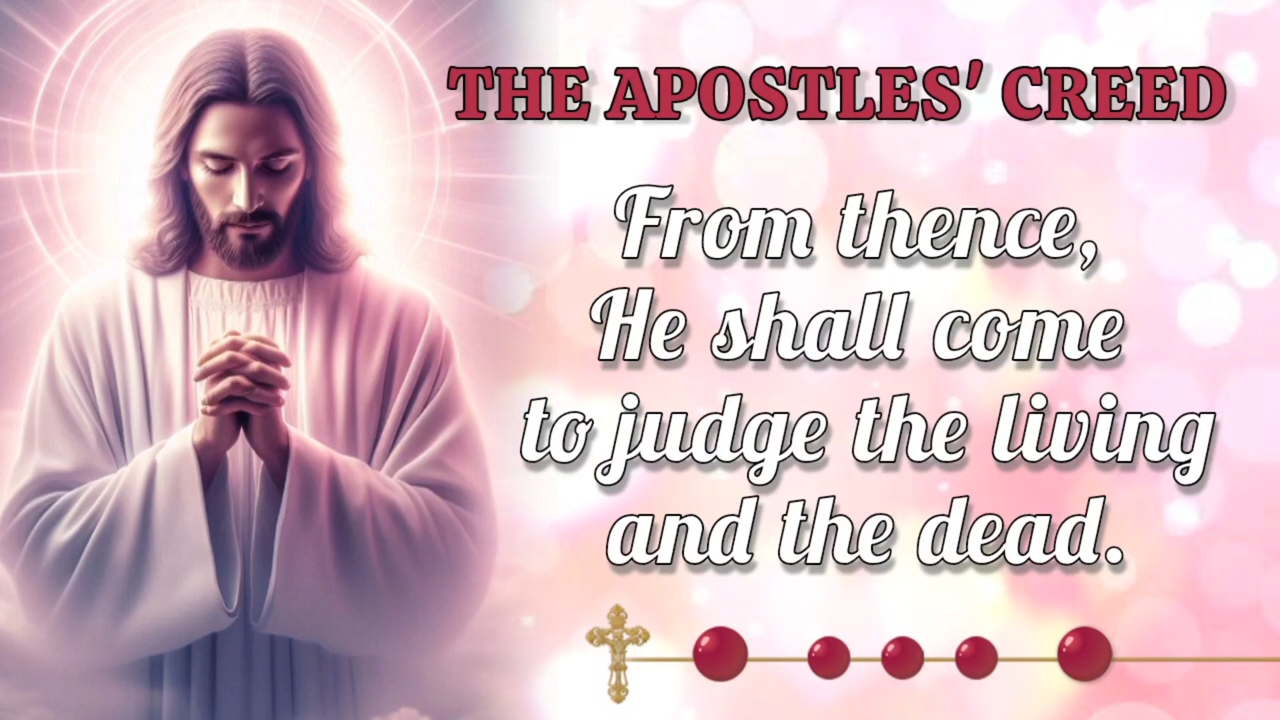 THE APOSTLES' CREED
From thence,
He shall come
to judge the living
and the dead.